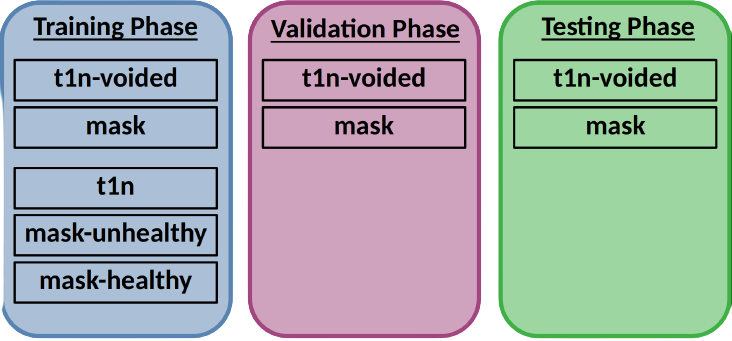 Training Phase
t1n-voided
mask
t1n
mask-unhealthy
mask-healthy
Validation Phase
t1n-voided
mask
Testing Phase
t1n-voided
mask